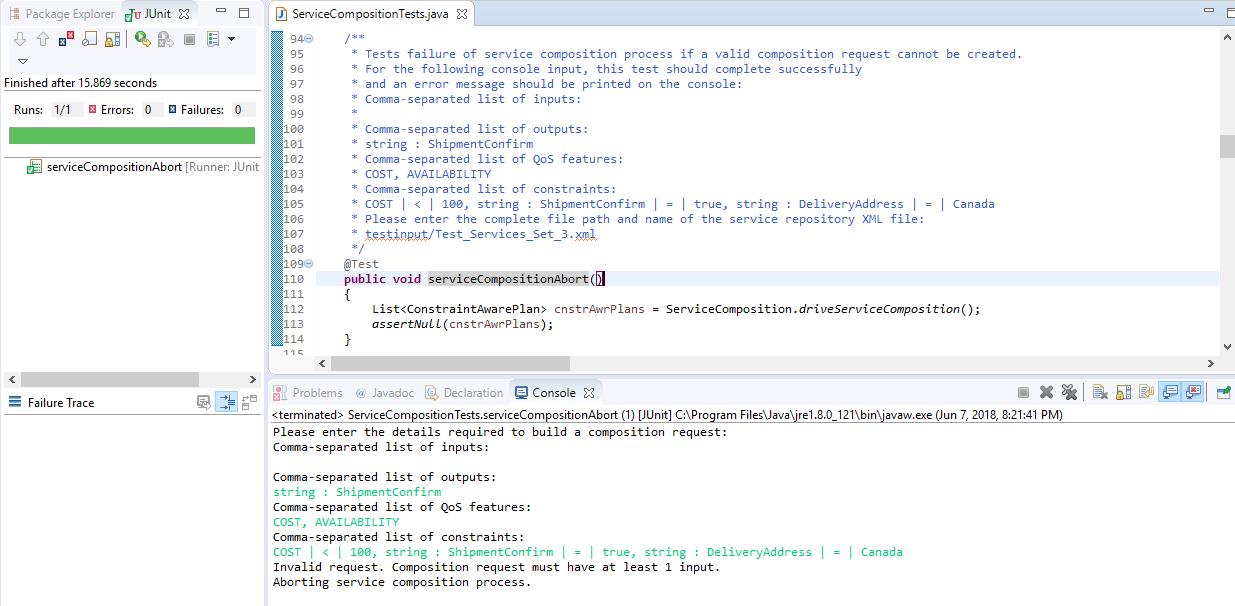 Package Explorer JUnit
Finished after 15.869 seconds
Runs: 1/1 Errors: 0 Failures: 0
serviceCompositionAbort [Runner: JUnit
Failure Trace
ServiceCompositionTests.java
94 /**
95 * Tests failure of service composition process if a valid composition request cannot be created.
96 * For the following console input, this test should complete successfully
97 * and an error message should be printed on the console:
98 * Comma-separated list of inputs:
99 *
100 * Comma-separated list of outputs:
101 * string : ShipmentConfirm
102 * Comma-separated list of QoS features:
103 * COST, AVAILABILITY
104 * Comma-separated list of constraints:
105 * COST | < | 100, string : ShipmentConfirm | = | true, string : DeliveryAddress | = | Canada
106 * Please enter the complete file path and name of the service repository XML file:
107 * testinput/Test_Services_Set_3.xml
108 */
109 @Test
110 public void serviceCompositionAbort()
111 {
112 List<ConstraintAwarePlan> cnstrAwrPlans = ServiceComposition.driveServiceComposition();
113 assertNull(cnstrAwrPlans);
114 }
115
Problems @ Javadoc Declaration Console
<terminated> ServiceCompositionTests.serviceCompositionAbort (1) [JUnit] C:\Program Files\Java\jre1.8.0_121\bin\javaw.exe (Jun 7, 2018, 8:21:41 PM)
Please enter the details required to build a composition request:
Comma-separated list of inputs:
Comma-separated list of outputs:
string : ShipmentConfirm
Comma-separated list of QoS features:
COST, AVAILABILITY
Comma-separated list of constraints:
COST | < | 100, string : ShipmentConfirm | = | true, string : DeliveryAddress | = | Canada
Invalid request. Composition request must have at least 1 input.
Aborting service composition process.